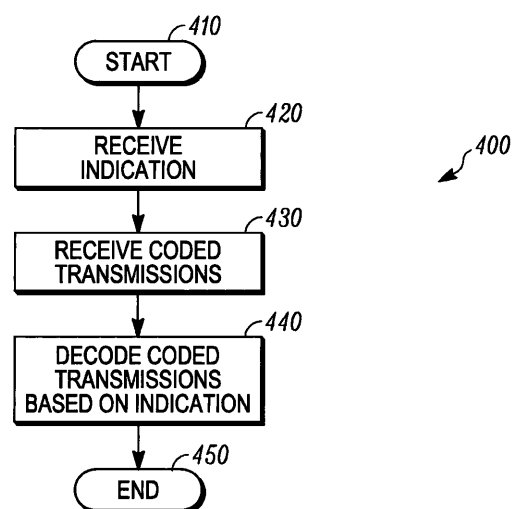 410
START
420
RECEIVE
INDICATION
400
430
RECEIVE CODED
TRANSMISSIONS
440
DECODE CODED
TRANSMISSIONS
BASED ON INDICATION
450
END